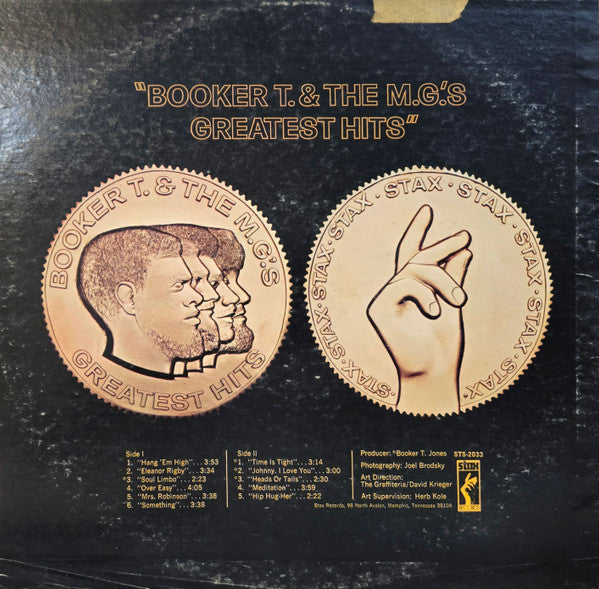 "BOOKER T. & THE M.G.'S
GREATEST HITS"
BOOKER T. & THE M.G.'S
GREATEST HITS
STAX · STAX · STAX · STAX · STAX · STAX · STAX · STAX · STAX
Side I
1. "Hang 'Em High" . . . 3:53
2. "Eleanor Rigby" . . . 3:34
*3. "Soul Limbo" . . . 2:23
4. "Over Easy" . . . 4:05
5. "Mrs. Robinson" . . . 3:38
6. "Something" . . . 3:38
Side II
*1. "Time Is Tight" . . . 3:14
*2. "Johnny, I Love You" . . . 3:00
*3. "Heads Or Tails" . . . 2:30
4. "Meditation" . . . 3:59
5. "Hip Hug-Her" . . . 2:22
Producer: *Booker T. Jones
STS-2033
Photography: Joel Brodsky
Art Direction:
The Graffiteria/David Krieger
Art Supervision: Herb Kole
Stax Records, 98 North Avalon, Memphis, Tennessee 38104